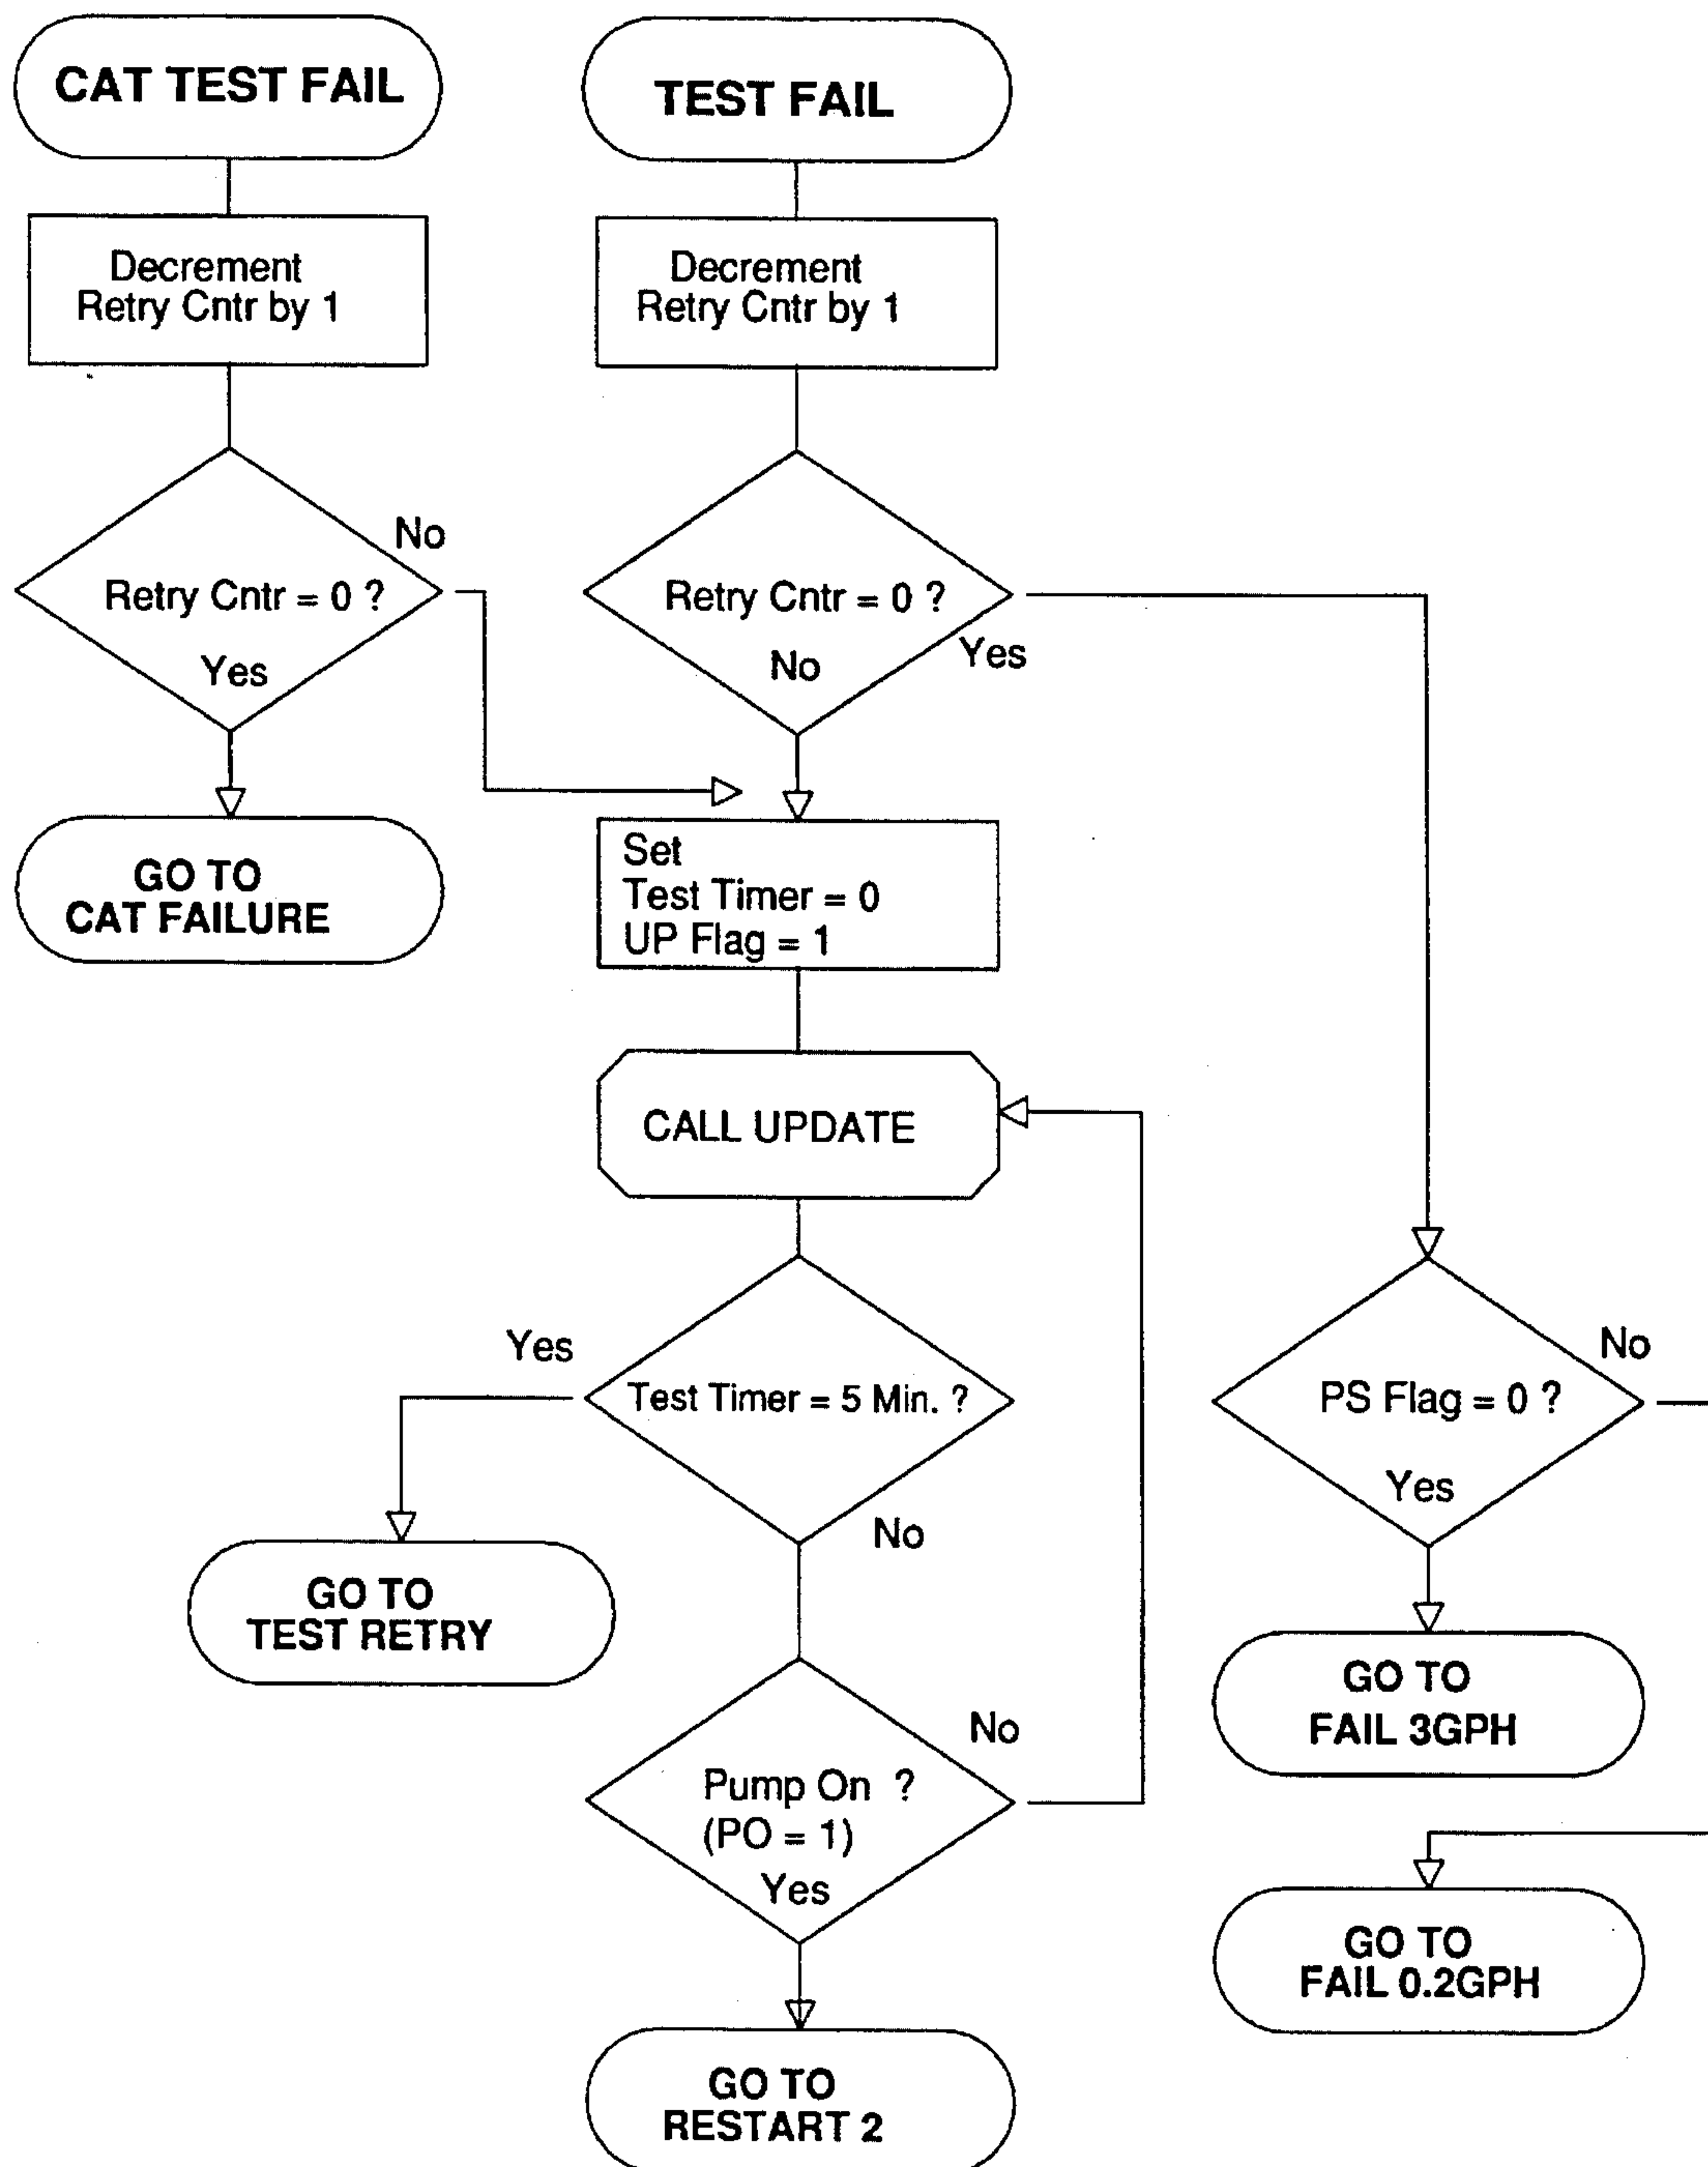 CAT TEST FAIL
Decrement
Retry Cntr by 1
No
Retry Cntr = 0 ?
Yes
GO TO
CAT FAILURE
TEST FAIL
Decrement
Retry Cntr by 1
Retry Cntr = 0 ?
No
Yes
Set
Test Timer = 0
UP Flag = 1
CALL UPDATE
Yes
Test Timer = 5 Min. ?
No
GO TO
TEST RETRY
No
Pump On ?
(PO = 1)
Yes
GO TO
RESTART 2
No
PS Flag = 0 ?
Yes
GO TO
FAIL 3GPH
GO TO
FAIL 0.2GPH